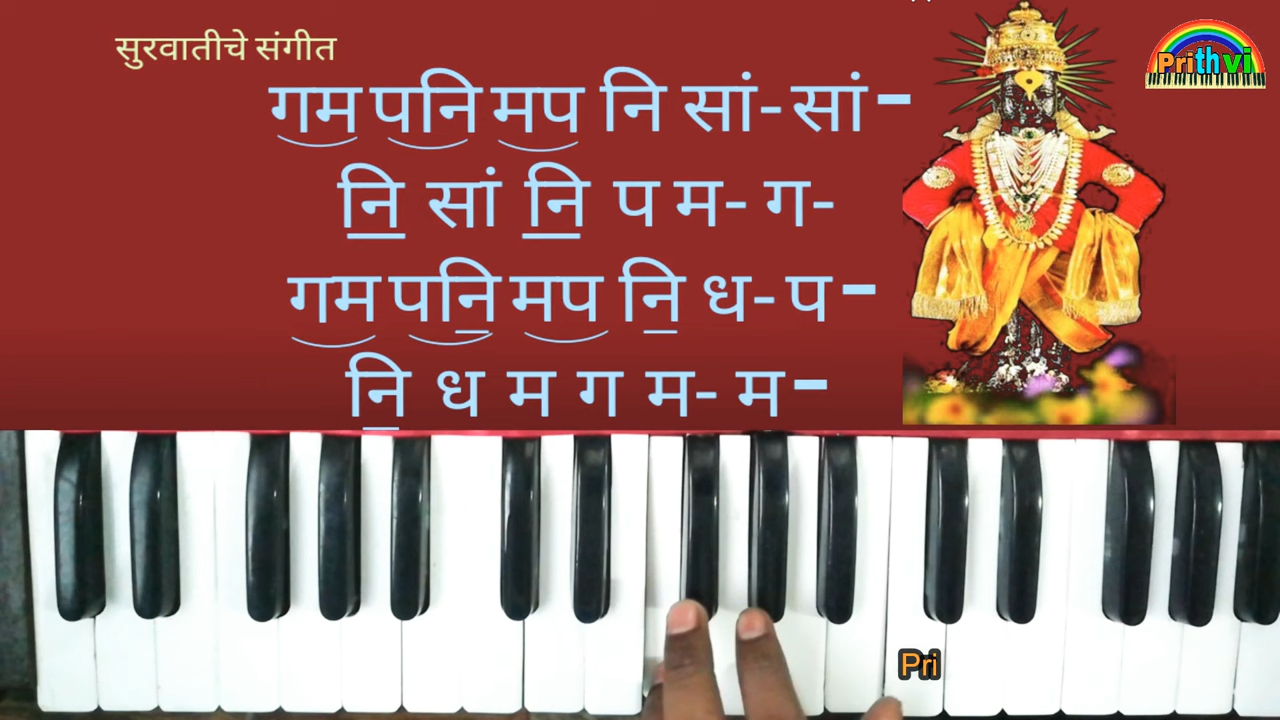 सुरवातीचे संगीत
Prithvi
गम पनि मप नि सां- सां-
नि सां नि प म- ग-
गम पनि मप नि ध- प-
नि ध म ग म- म-
Pri